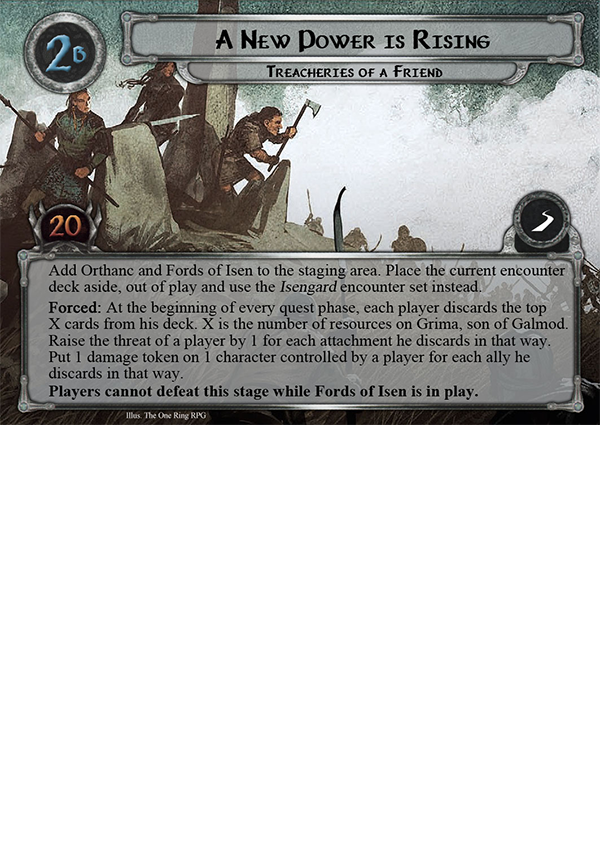 2B
A New Power is Rising
Treacheries of a Friend
20
Add Orthanc and Fords of Isen to the staging area. Place the current encounter
deck aside, out of play and use the Isengard encounter set instead.
Forced: At the beginning of every quest phase, each player discards the top
X cards from his deck. X is the number of resources on Grima, son of Galmod.
Raise the threat of a player by 1 for each attachment he discards in that way.
Put 1 damage token on 1 character controlled by a player for each ally he
discards in that way.
Players cannot defeat this stage while Fords of Isen is in play.
Illus. The One Ring RPG